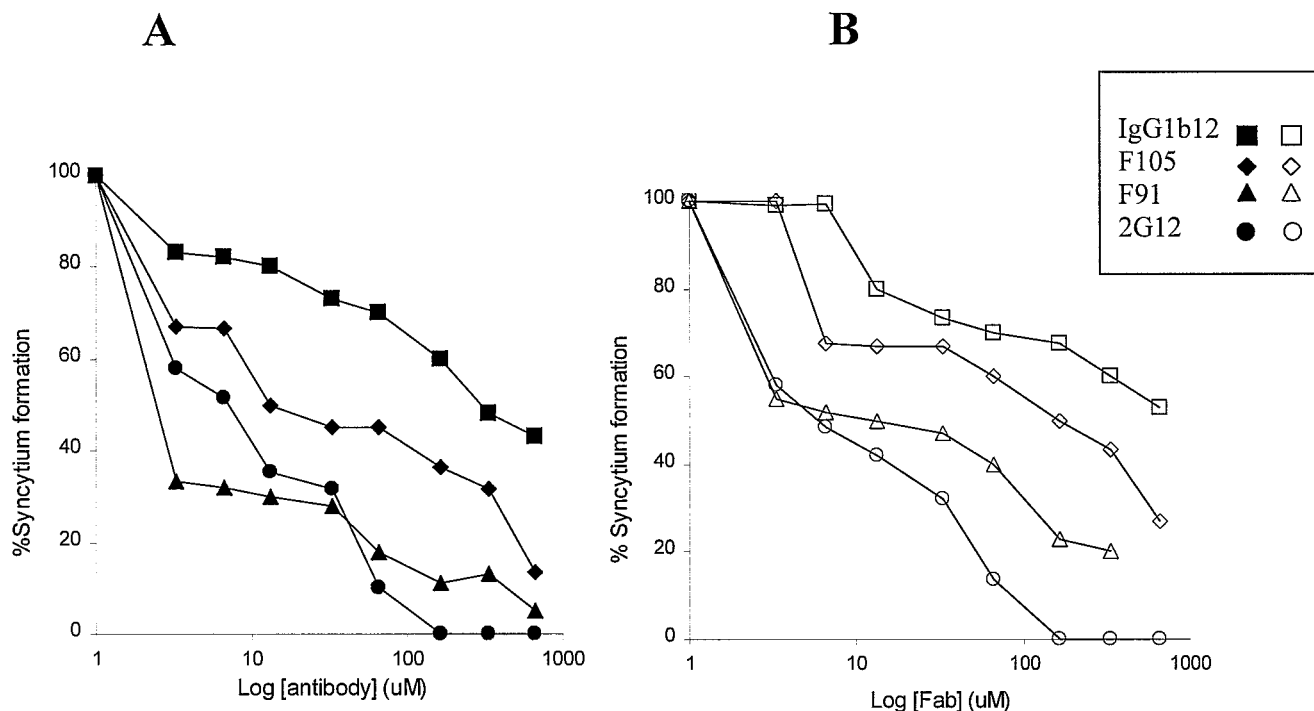 A
B
IgG1b12
F105
F91
2G12
%Syncytium formation
100
80
60
40
20
0
1
10
100
1000
Log [antibody] (uM)
% Syncytium formation
100
80
60
40
20
0
1
10
100
1000
Log [Fab] (uM)